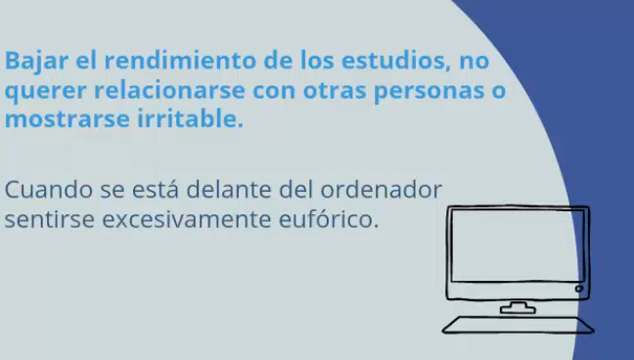 Bajar el rendimiento de los estudios, no
querer relacionarse con otras personas o
mostrarse irritable.
Cuando se está delante del ordenador
sentirse excesivamente eufórico.